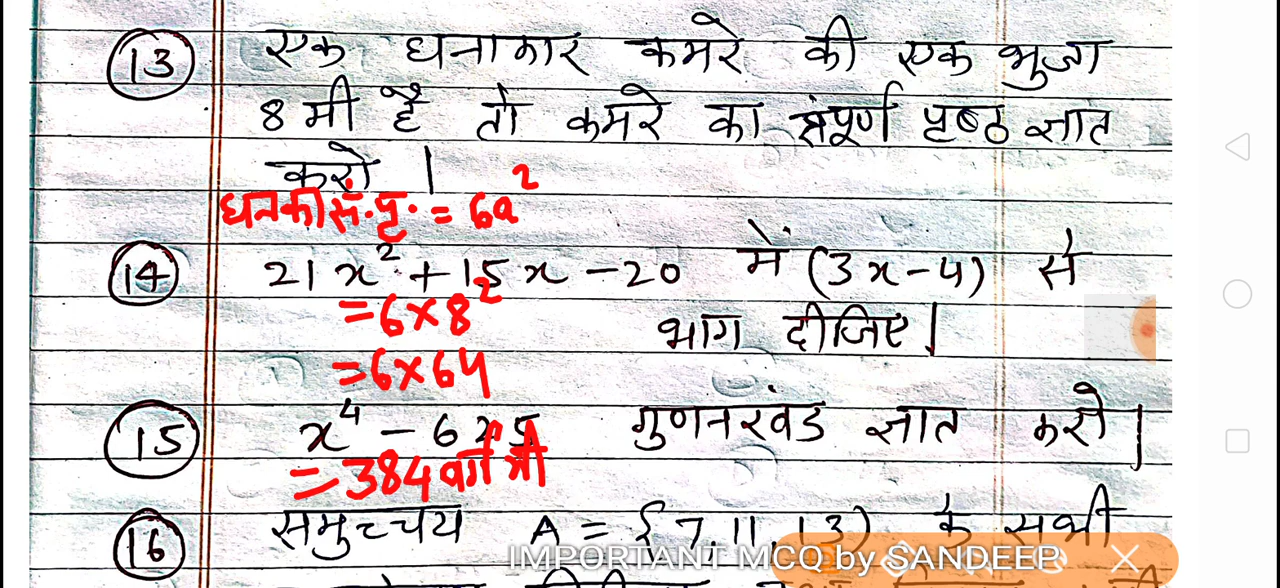 13 एक घनाकार कमरे की एक भुजा
8 मी है तो कमरे का संपूर्ण पृष्ठ ज्ञात
करो ।
घन का सं. पृ. = 6a²
14 21x² + 15x - 20 में (3x-4) से
= 6×8²
भाग दीजिए।
= 6×64
15 x⁴ - 625 गुणनखंड ज्ञात करो।
= 384 वर्ग मी
16 समुच्चय A = {7, 11, 13) के सभी
IMPORTANT MCQ by SANDEEP